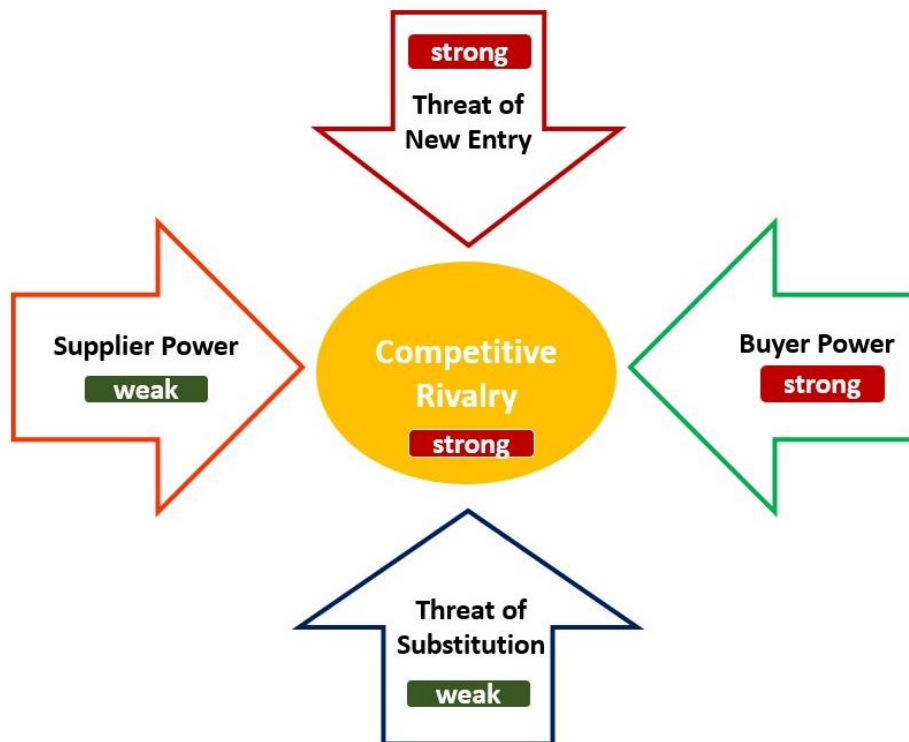 strong
Threat of
New Entry
Supplier Power
weak
Competitive
Rivalry
strong
Buyer Power
strong
Threat of
Substitution
weak